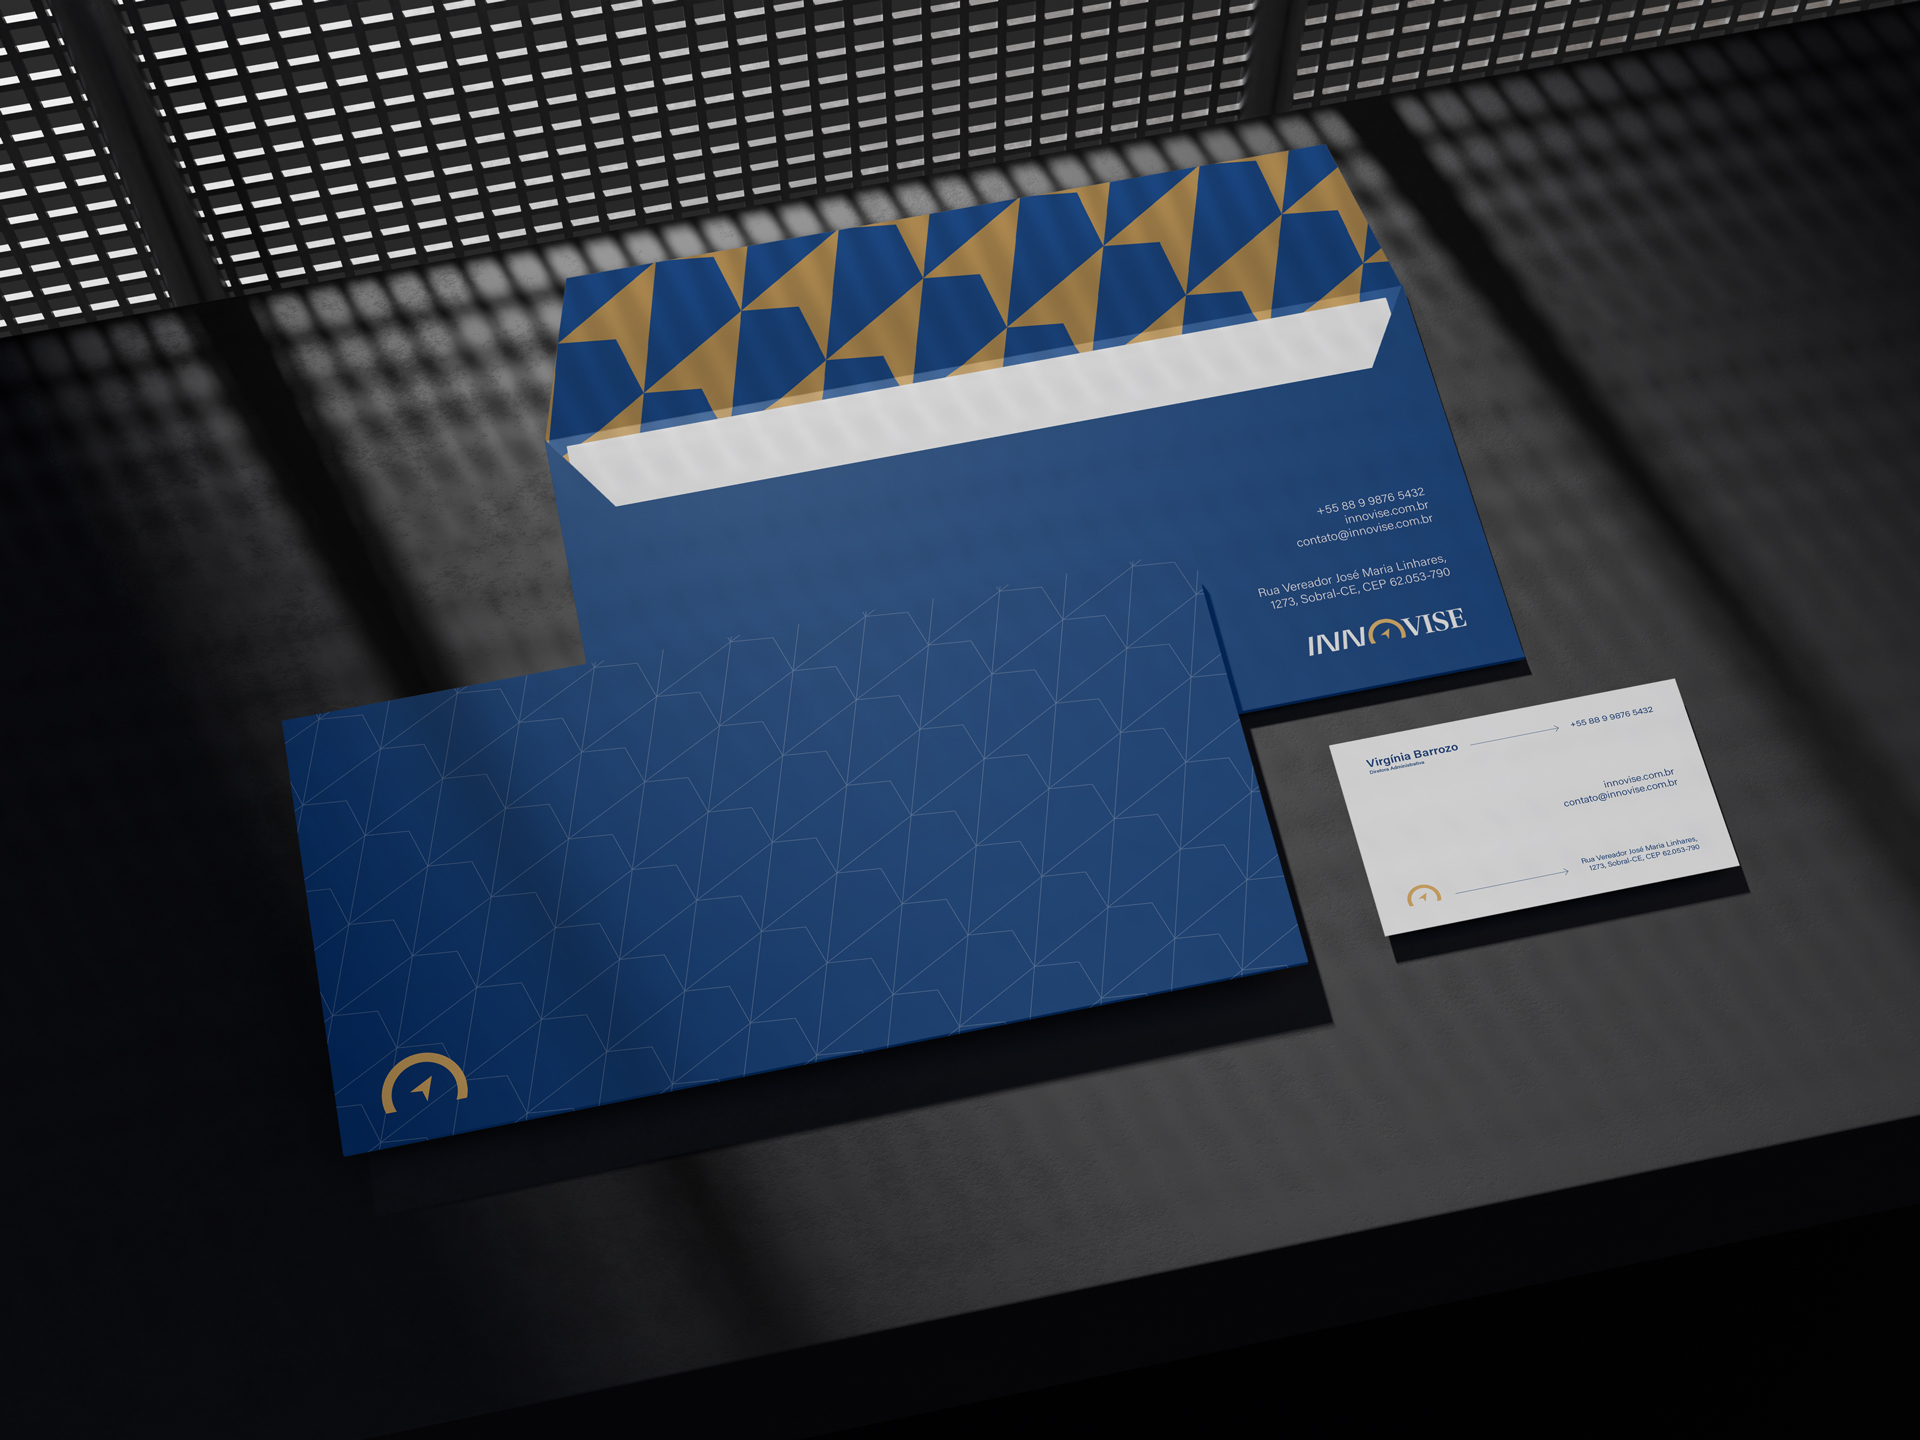 +55 88 9 9876 5432
innovise.com.br
contato@innovise.com.br
Rua Vereador José Maria Linhares,
1273, Sobral-CE, CEP 62.053-790
INNOVISE
Virgínia Barrozo
Diretora Administrativa
+55 88 9 9876 5432
innovise.com.br
contato@innovise.com.br
Rua Vereador José Maria Linhares,
1273, Sobral-CE, CEP 62.053-790